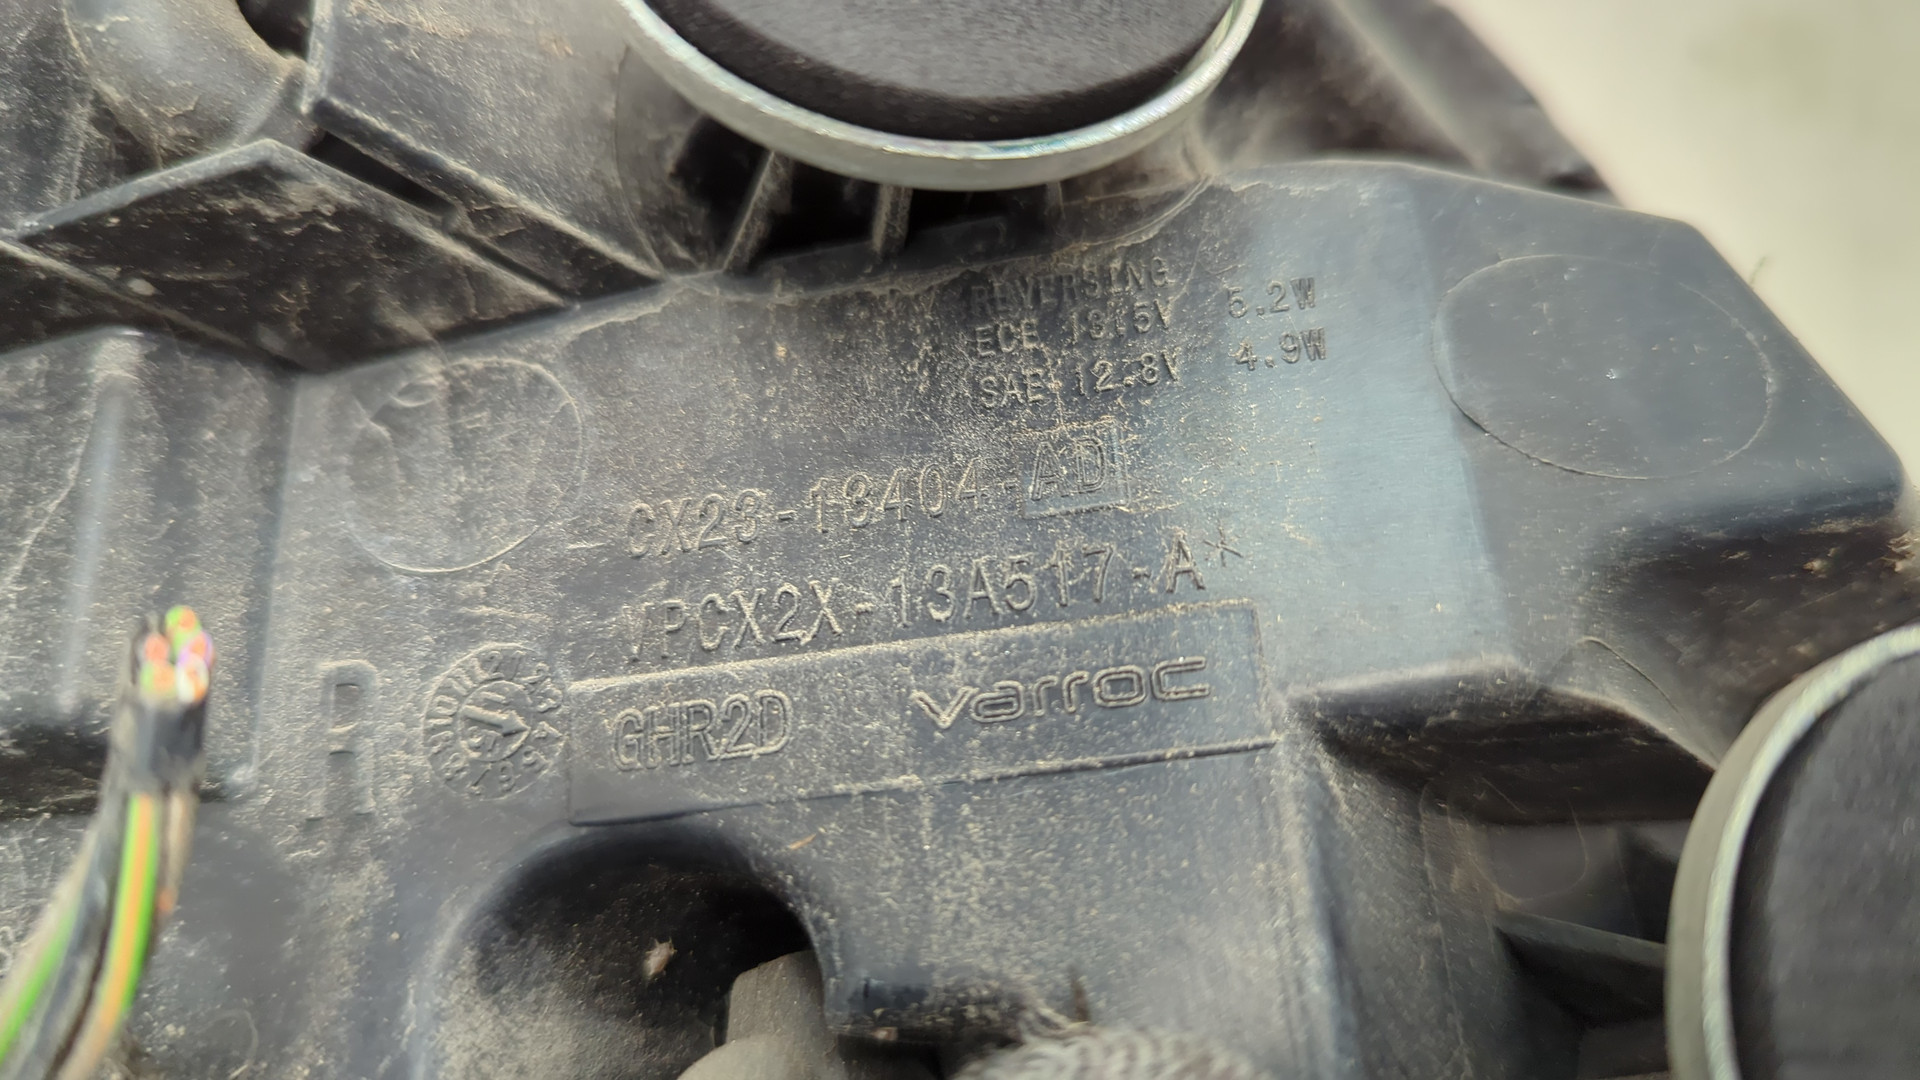 REVERSING
ECE 13.5V 5.2W
SAE 12.8V 4.9W
CX23-13404-AD
VPCX2X-13A517-A*
R
GHR2D varroc